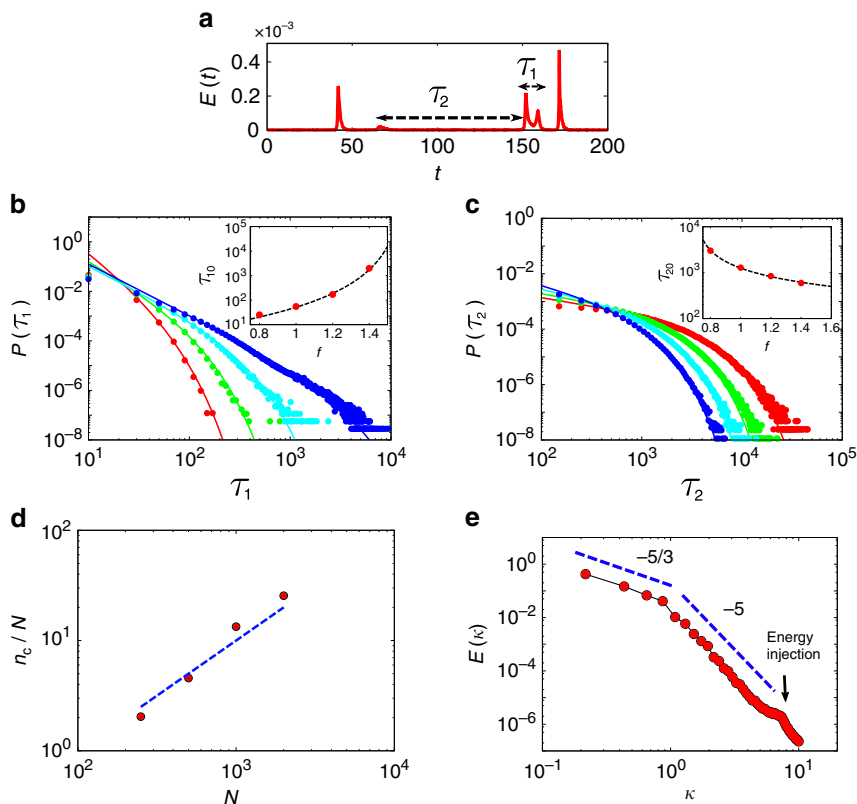 a
×10⁻³
0.4
0.2
0
E (t)
τ₂
τ₁
0 50 100 150 200
t
b
10⁰
10⁻²
10⁻⁴
10⁻⁶
10⁻⁸
P (τ₁)
10¹ 10² 10³ 10⁴
τ₁
10⁵
10⁴
10³
10²
10¹
τ₁₀
0.8 1 1.2 1.4
f
c
10⁰
10⁻²
10⁻⁴
10⁻⁶
10⁻⁸
P (τ₂)
10² 10³ 10⁴ 10⁵
τ₂
10⁴
10³
10²
τ₂₀
0.8 1 1.2 1.4 1.6
f
d
10²
10¹
10⁰
n_c / N
10² 10³ 10⁴
N
e
10⁰
10⁻²
10⁻⁴
10⁻⁶
E (κ)
–5/3
–5
Energy
injection
10⁻¹ 10⁰ 10¹
κ